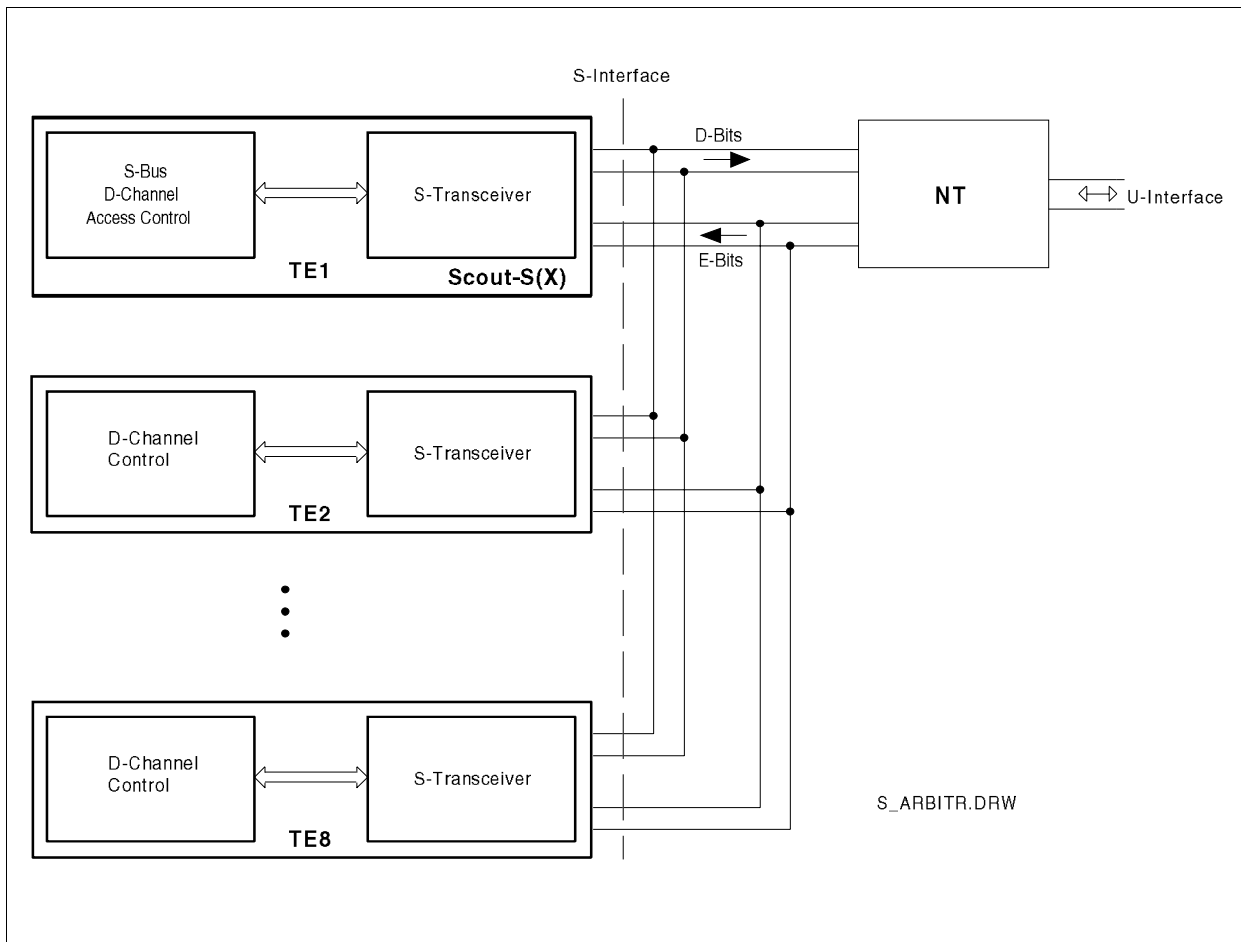 S-Interface
S-Bus
D-Channel
Access Control
S-Transceiver
TE1
Scout-S(X)
D-Bits
E-Bits
NT
U-Interface
D-Channel
Control
S-Transceiver
TE2
D-Channel
Control
S-Transceiver
TE8
S_ARBITR.DRW